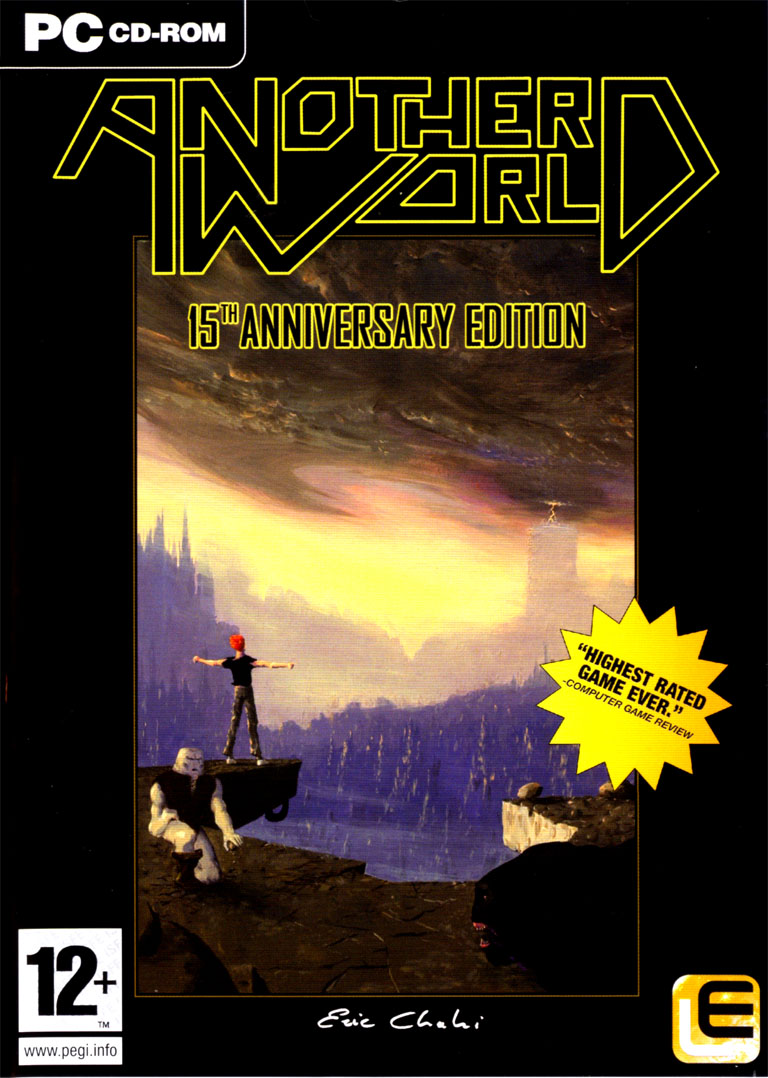 PC CD-ROM
ANOTHER
WORLD
15TH ANNIVERSARY EDITION
"HIGHEST RATED
GAME EVER."
-COMPUTER GAME REVIEW
12+
TM
www.pegi.info
Eric Chahi
LE